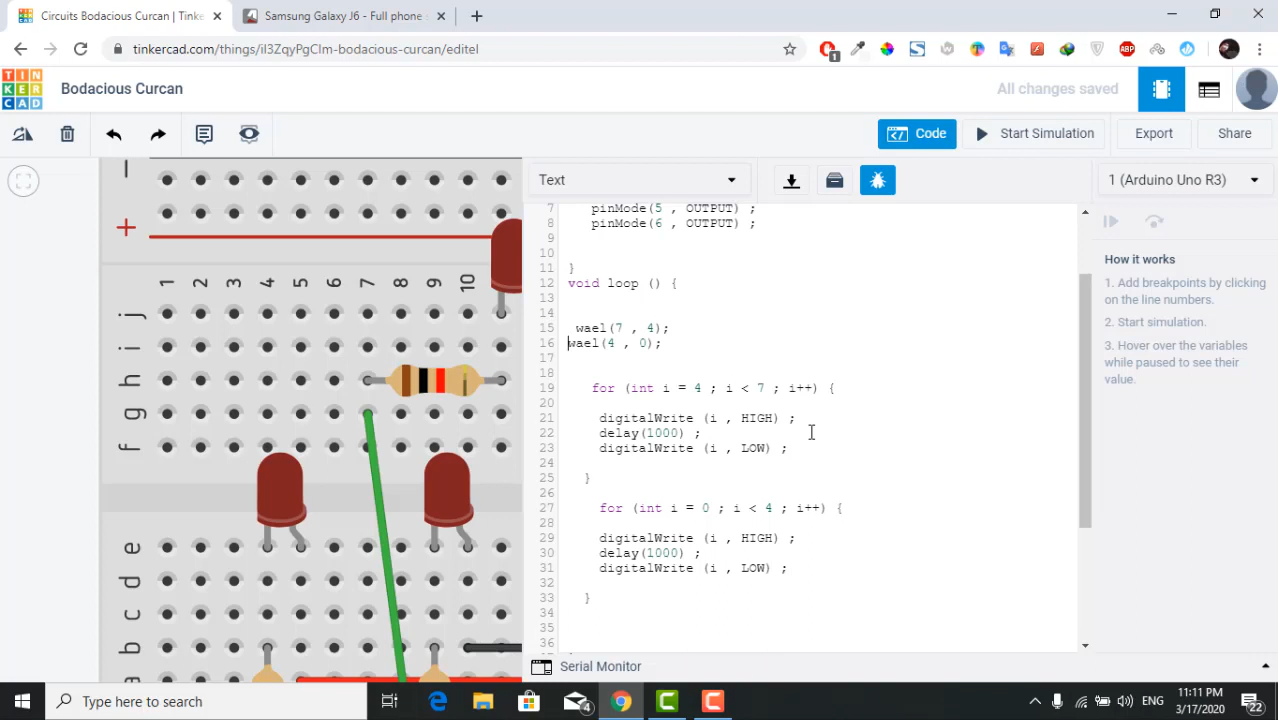 Circuits Bodacious Curcan | Tinke
Samsung Galaxy J6 - Full phone s
tinkercad.com/things/il3ZqyPgClm-bodacious-curcan/editel
1
ABP
TIN
KER
CAD
Bodacious Curcan
All changes saved
Code
Start Simulation
Export
Share
Text
1 (Arduino Uno R3)
7 pinMode(5 , OUTPUT) ;
8 pinMode(6 , OUTPUT) ;
9
10
11 }
12 void loop () {
13
14
15 wael(7 , 4);
16 wael(4 , 0);
17
18
19 for (int i = 4 ; i < 7 ; i++) {
20
21 digitalWrite (i , HIGH) ;
22 delay(1000) ;
23 digitalWrite (i , LOW) ;
24
25 }
26
27 for (int i = 0 ; i < 4 ; i++) {
28
29 digitalWrite (i , HIGH) ;
30 delay(1000) ;
31 digitalWrite (i , LOW) ;
32
33 }
34
35
36
How it works
1. Add breakpoints by clicking
on the line numbers.
2. Start simulation.
3. Hover over the variables
while paused to see their
value.
1 2 3 4 5 6 7 8 9 10
j
i
h
g
f
e
d
c
b
a
Serial Monitor
Type here to search
4
ENG
11:11 PM
3/17/2020
22